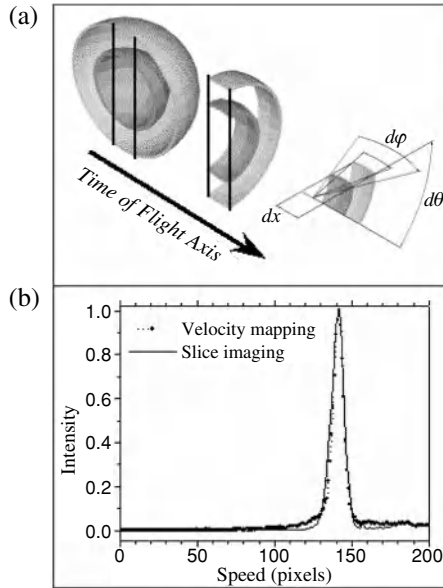 (a)
Time of Flight Axis
dφ
dθ
dx
(b)
Velocity mapping
Slice imaging
Intensity
1.0
0.8
0.6
0.4
0.2
0.0
0 50 100 150 200
Speed (pixels)